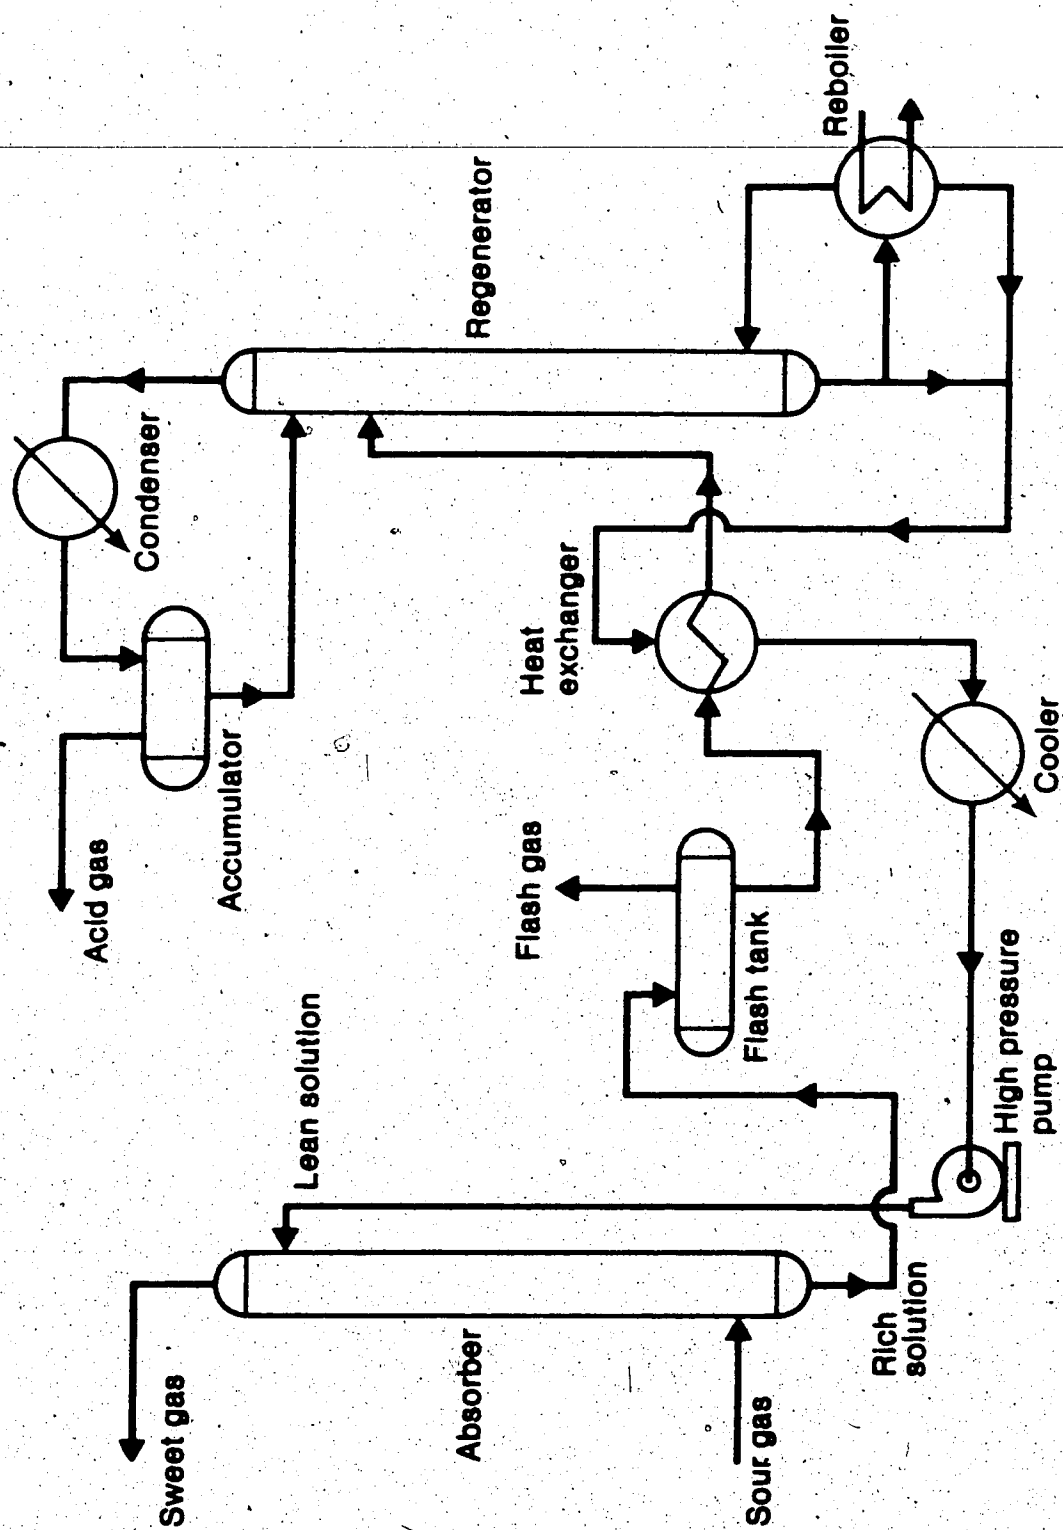 Sweet gas
Absorber
Sour gas
Rich
solution
Lean solution
High pressure
pump
Flash gas
Flash tank
Acid gas
Accumulator
Condenser
Heat
exchanger
Cooler
Regenerator
Reboiler